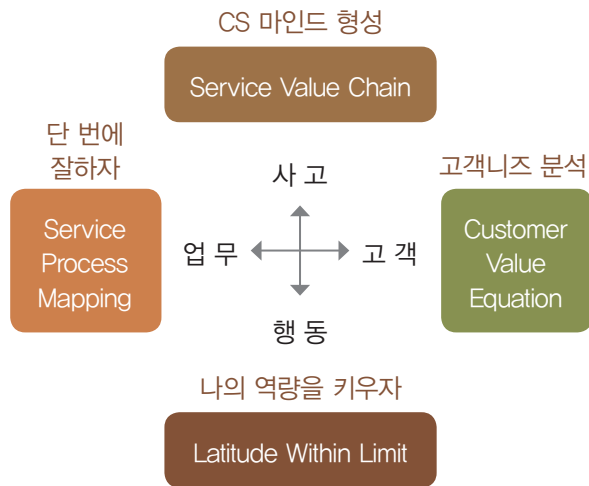 CS 마인드 형성
Service Value Chain
단 번에
잘하자
Service
Process
Mapping
사 고
업 무
고 객
행 동
고객니즈 분석
Customer
Value
Equation
나의 역량을 키우자
Latitude Within Limit